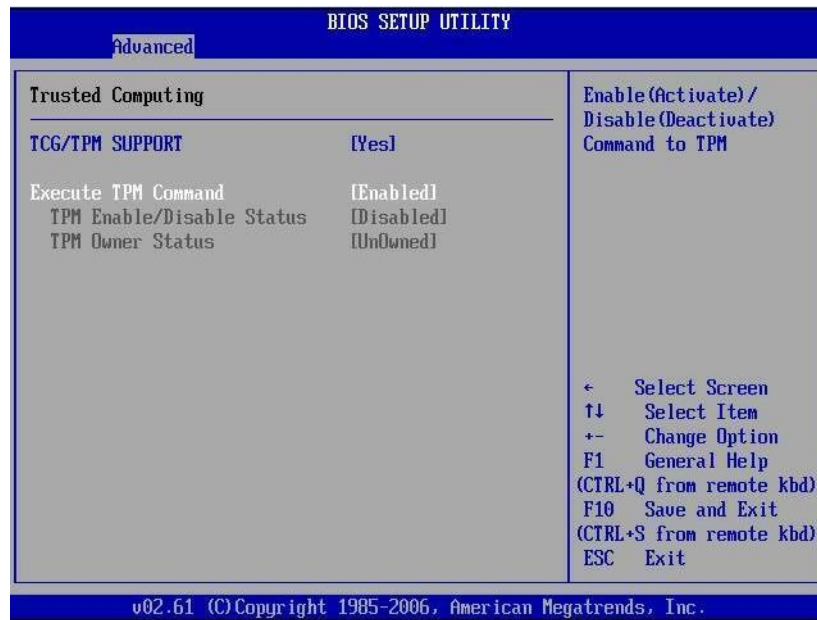 BIOS SETUP UTILITY
Advanced
Trusted Computing
TCG/TPM SUPPORT [Yes]
Execute TPM Command [Enabled]
TPM Enable/Disable Status [Disabled]
TPM Owner Status [UnOwned]
Enable(Activate)/
Disable(Deactivate)
Command to TPM
← Select Screen
↑↓ Select Item
+- Change Option
F1 General Help
(CTRL+Q from remote kbd)
F10 Save and Exit
(CTRL+S from remote kbd)
ESC Exit
v02.61 (C)Copyright 1985-2006, American Megatrends, Inc.